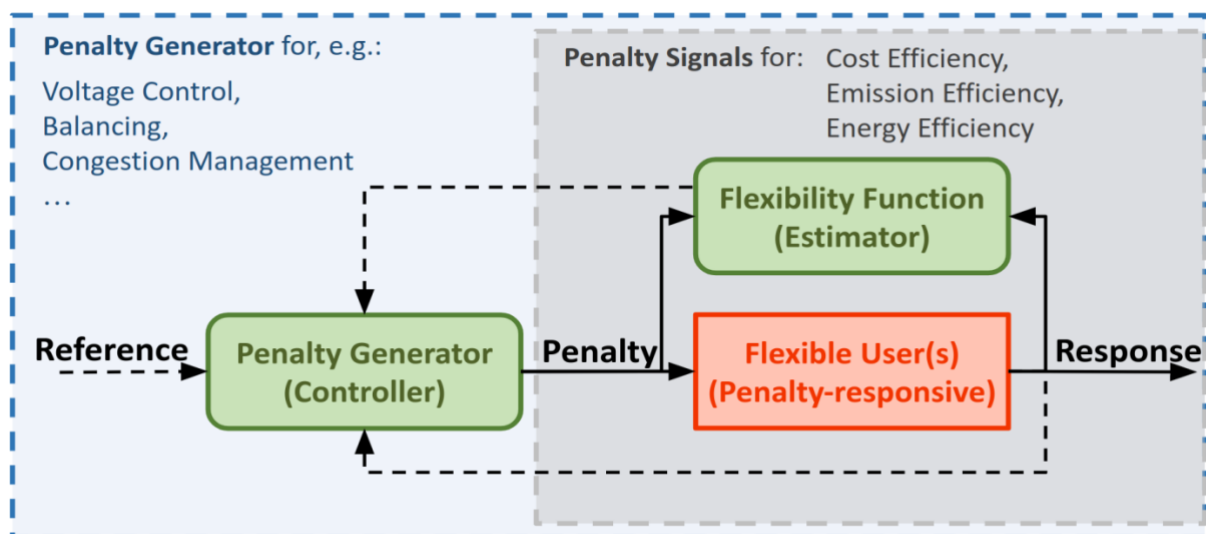 Penalty Generator for, e.g.:
Voltage Control,
Balancing,
Congestion Management
...
Penalty Signals for: Cost Efficiency,
Emission Efficiency,
Energy Efficiency
Flexibility Function
(Estimator)
Reference
Penalty Generator
(Controller)
Penalty
Flexible User(s)
(Penalty-responsive)
Response